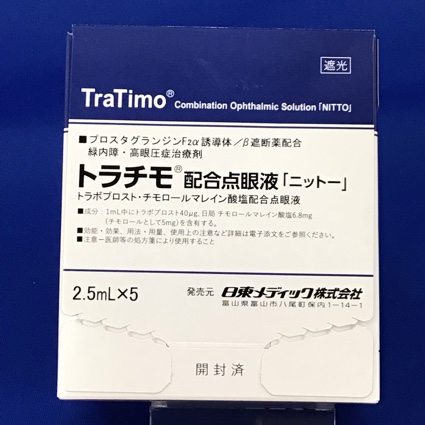 遮光
TraTimo® Combination Ophthalmic Solution「NITTO」
■プロスタグランジンF2α誘導体/β遮断薬配合
緑内障・高眼圧症治療剤
トラチモ®配合点眼液「ニットー」
トラボプロスト・チモロールマレイン酸塩配合点眼液
■成分:1mL中にトラボプロスト40μg、日局 チモロールマレイン酸塩6.8mg
(チモロールとして5mg)を含有する。
■効能・効果、用法・用量、使用上の注意など詳細は電子添文をご参照ください。
■注意-医師等の処方箋により使用すること
2.5mL×5
発売元 日東メディック株式会社
富山県富山市八尾町保内1-14-1
開封済